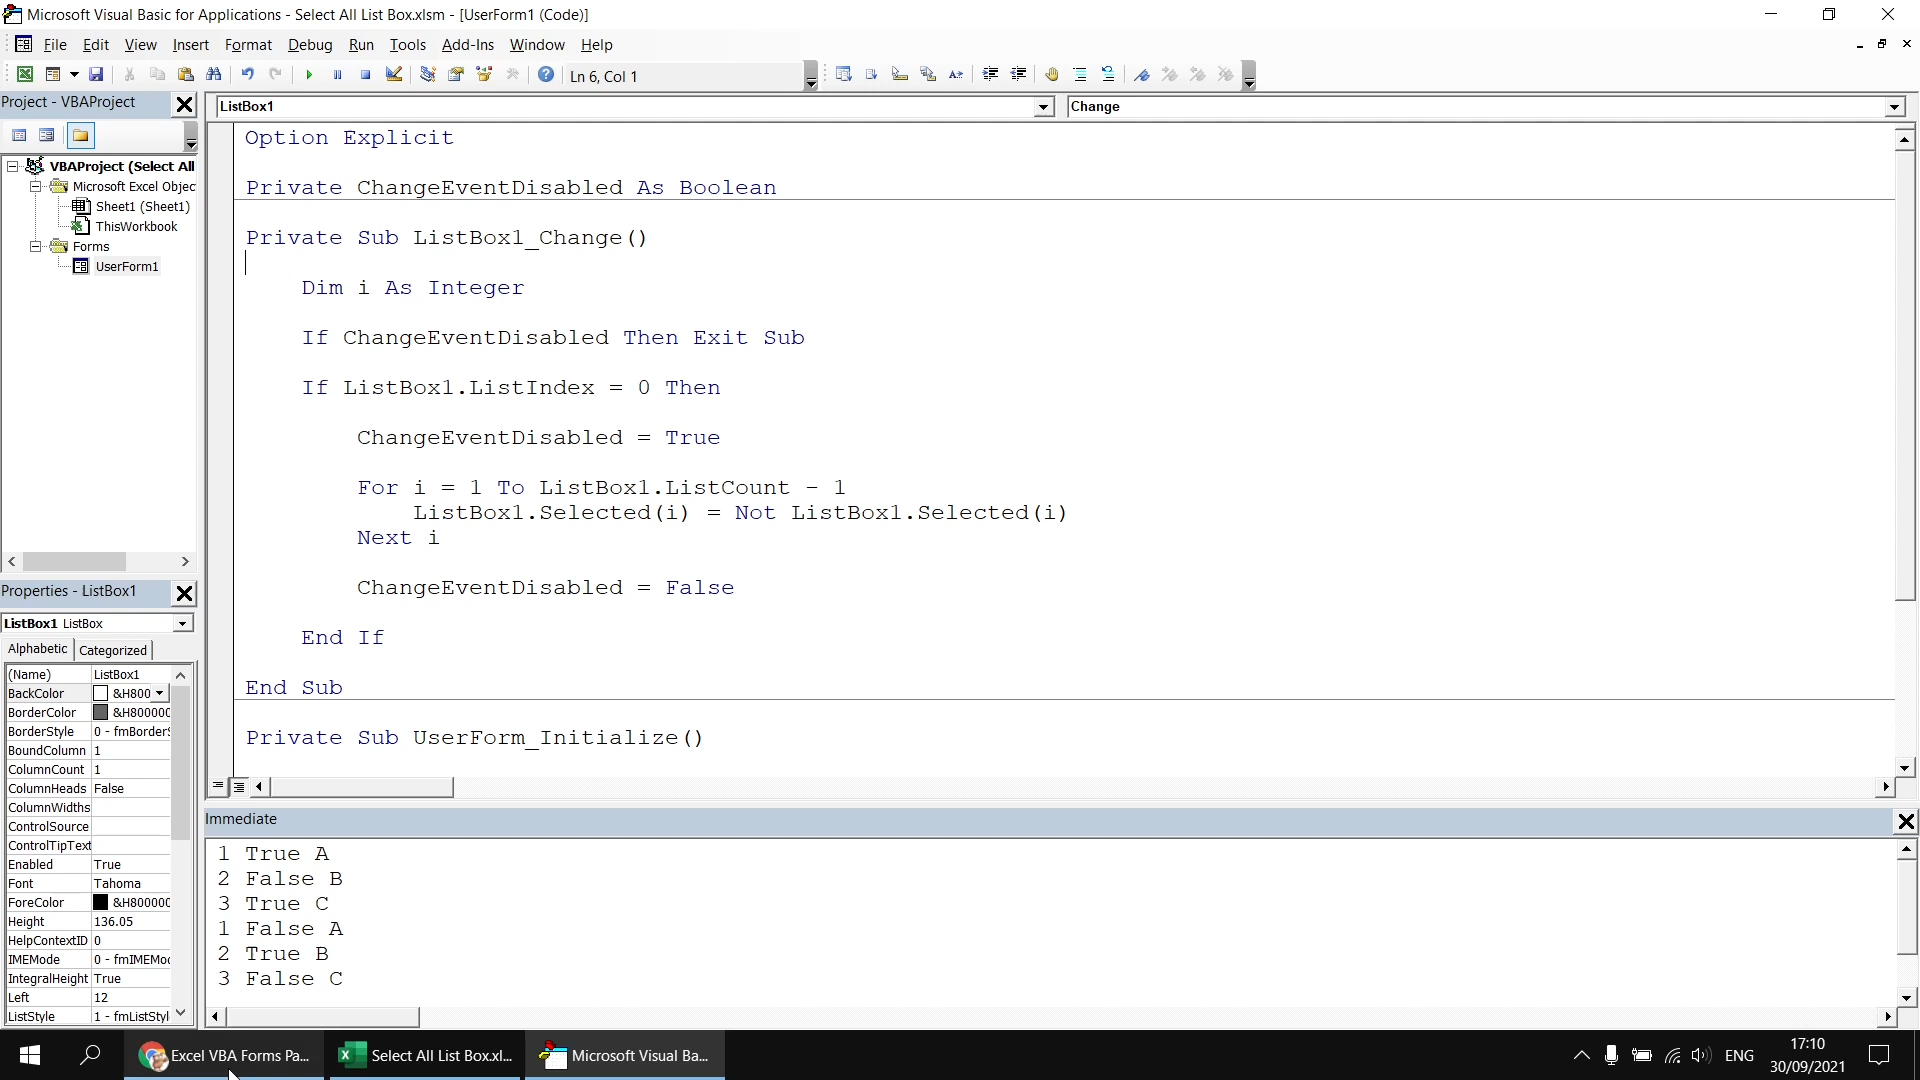 Microsoft Visual Basic for Applications - Select All List Box.xlsm - [UserForm1 (Code)]
File Edit View Insert Format Debug Run Tools Add-Ins Window Help
Ln 6, Col 1
Project - VBAProject
ListBox1
Change
VBAProject (Select All
Microsoft Excel Objec
Sheet1 (Sheet1)
ThisWorkbook
Forms
UserForm1
Option Explicit
Private ChangeEventDisabled As Boolean
Private Sub ListBox1_Change()
Dim i As Integer
If ChangeEventDisabled Then Exit Sub
If ListBox1.ListIndex = 0 Then
ChangeEventDisabled = True
For i = 1 To ListBox1.ListCount - 1
ListBox1.Selected(i) = Not ListBox1.Selected(i)
Next i
ChangeEventDisabled = False
End If
End Sub
Private Sub UserForm_Initialize()
Properties - ListBox1
ListBox1 ListBox
Alphabetic Categorized
(Name) ListBox1
BackColor &H800
BorderColor &H800000
BorderStyle 0 - fmBorderS
BoundColumn 1
ColumnCount 1
ColumnHeads False
ColumnWidths
ControlSource
ControlTipText
Enabled True
Font Tahoma
ForeColor &H800000
Height 136.05
HelpContextID 0
IMEMode 0 - fmIMEMod
IntegralHeight True
Left 12
ListStyle 1 - fmListStyl
Immediate
1 True A
2 False B
3 True C
1 False A
2 True B
3 False C
Excel VBA Forms Pa...
Select All List Box.xl...
Microsoft Visual Ba...
ENG
17:10
30/09/2021